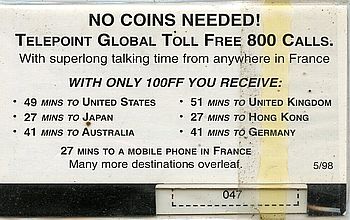 NO COINS NEEDED!
TELEPOINT GLOBAL TOLL FREE 800 CALLS.
With superlong talking time from anywhere in France
WITH ONLY 100FF YOU RECEIVE:
• 49 MINS TO UNITED STATES • 51 MINS TO UNITED KINGDOM
• 27 MINS TO JAPAN • 27 MINS TO HONG KONG
• 41 MINS TO AUSTRALIA • 41 MINS TO GERMANY
27 MINS TO A MOBILE PHONE IN FRANCE
Many more destinations overleaf. 5/98
047